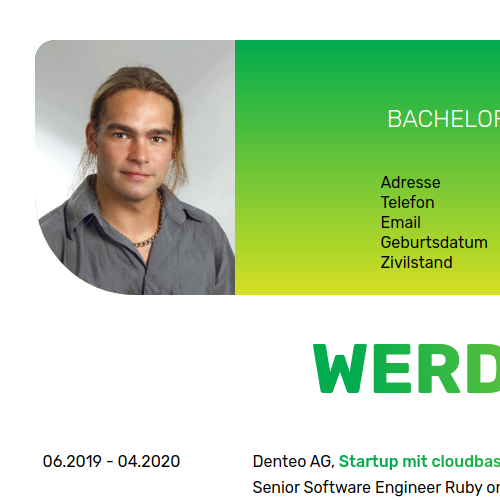 BACHELOR
Adresse
Telefon
Email
Geburtsdatum
Zivilstand
WERD
06.2019 - 04.2020
Denteo AG, Startup mit cloudbas
Senior Software Engineer Ruby on